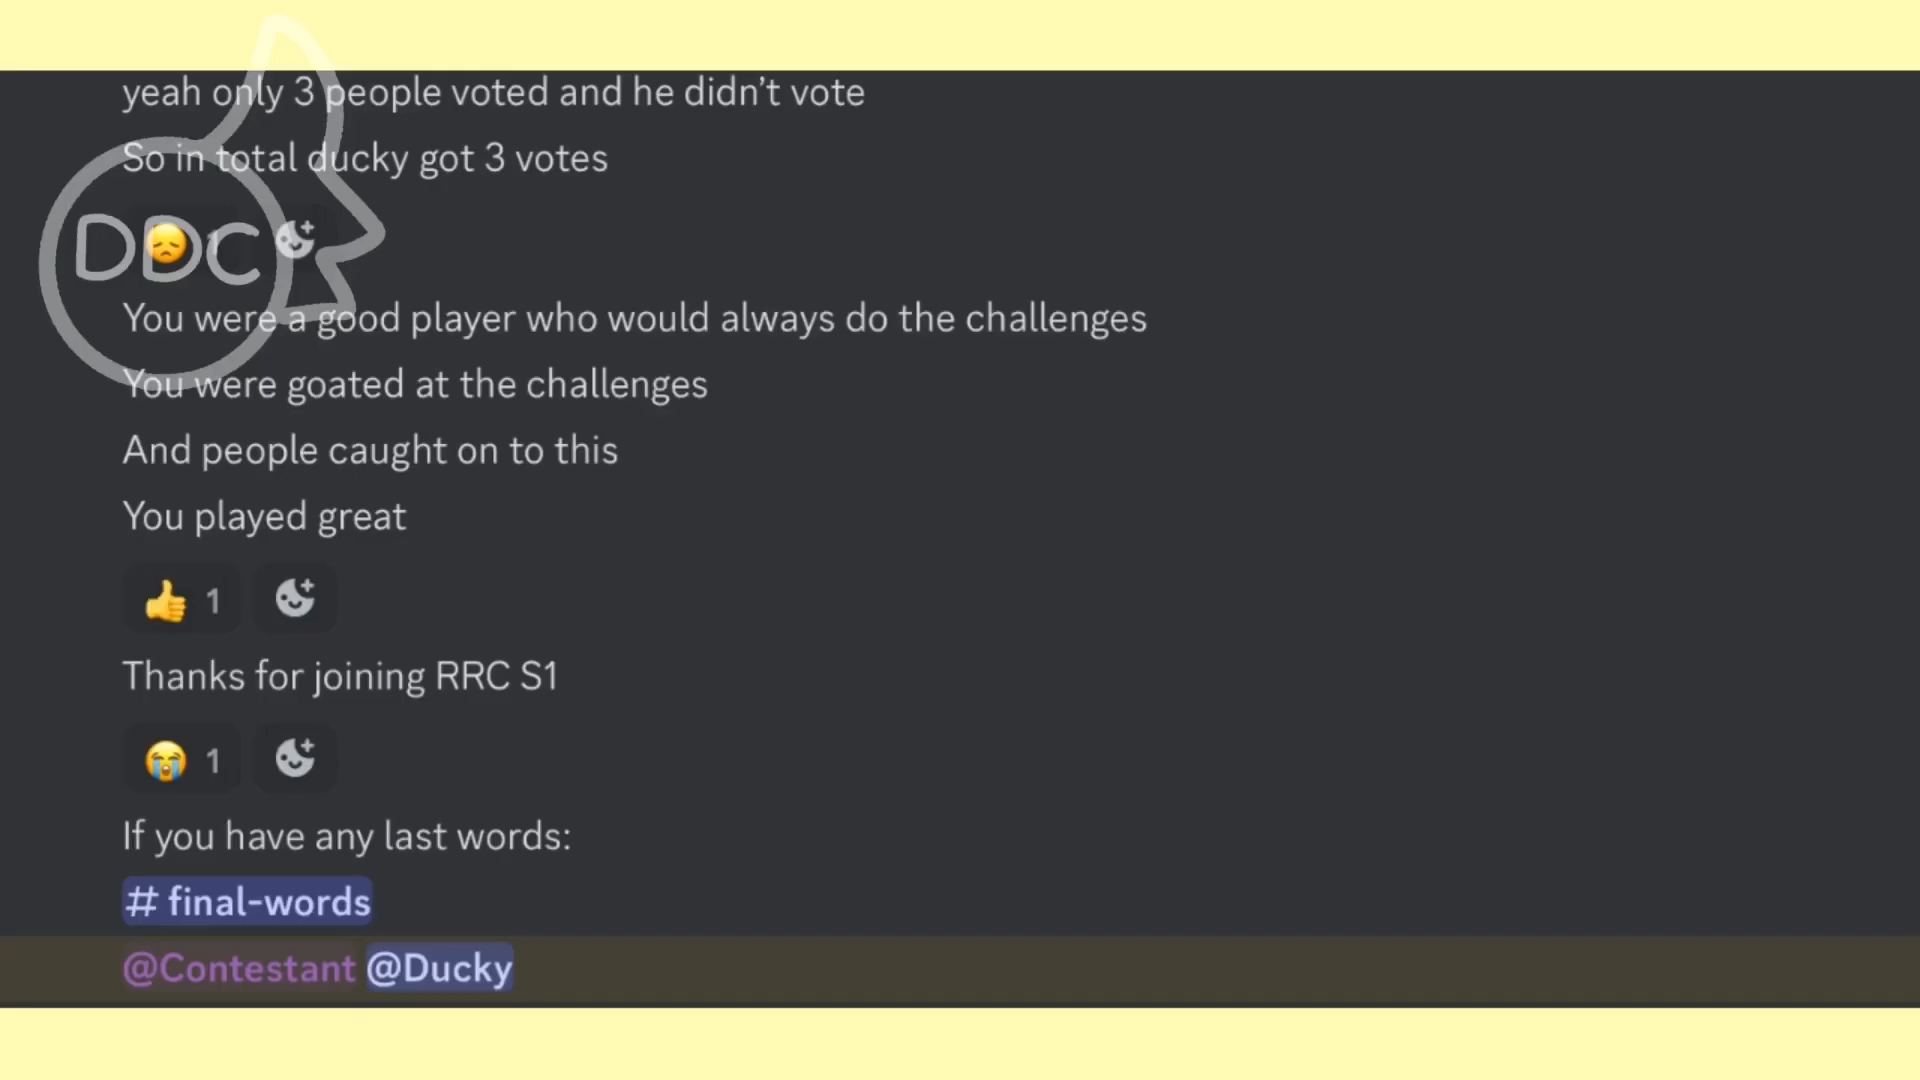 yeah only 3 people voted and he didn't vote
So in total ducky got 3 votes
DDC
1
You were a good player who would always do the challenges
You were goated at the challenges
And people caught on to this
You played great
1
Thanks for joining RRC S1
1
If you have any last words:
# final-words
@Contestant @Ducky